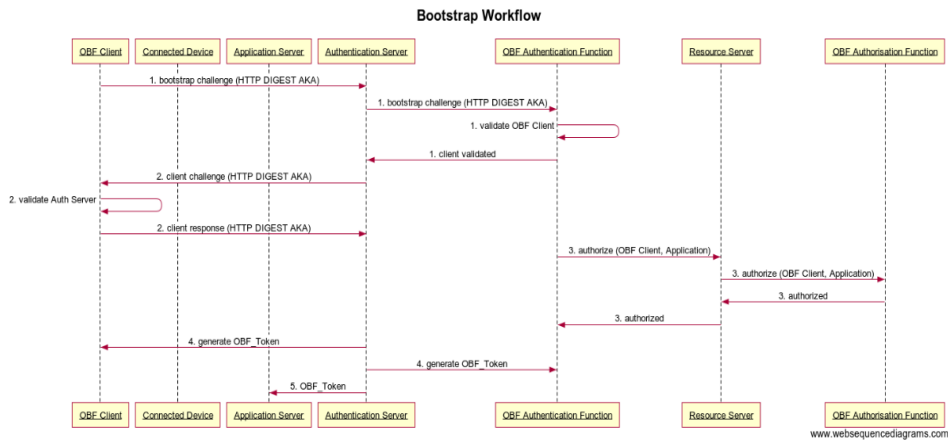 Bootstrap Workflow
OBF Client
Connected Device
Application Server
Authentication Server
OBF Authentication Function
Resource Server
OBF Authorisation Function
1. bootstrap challenge (HTTP DIGEST AKA)
1. bootstrap challenge (HTTP DIGEST AKA)
1. validate OBF Client
1. client validated
2. client challenge (HTTP DIGEST AKA)
2. validate Auth Server
2. client response (HTTP DIGEST AKA)
3. authorize (OBF Client, Application)
3. authorize (OBF Client, Application)
3. authorized
3. authorized
4. generate OBF_Token
4. generate OBF_Token
5. OBF_Token
OBF Client
Connected Device
Application Server
Authentication Server
OBF Authentication Function
Resource Server
OBF Authorisation Function
www.websequencediagrams.com